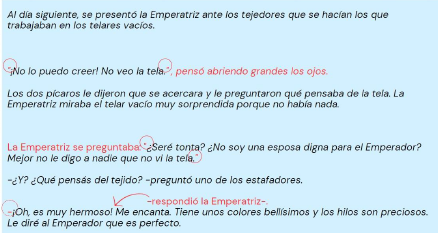 Al día siguiente, se presentó la Emperatriz ante los tejedores que se hacían los que
trabajaban en los telares vacíos.
"¡No lo puedo creer! No veo la tela.", pensó abriendo grandes los ojos.
Los dos pícaros le dijeron que se acercara y le preguntaron qué pensaba de la tela. La
Emperatriz miraba el telar vacío muy sorprendida porque no había nada.
La Emperatriz se preguntaba: "¿Seré tonta? ¿No soy una esposa digna para el Emperador?
Mejor no le digo a nadie que no vi la tela."
-¿Y? ¿Qué pensás del tejido? -preguntó uno de los estafadores.
-respondió la Emperatriz-.
-¡Oh, es muy hermoso! Me encanta. Tiene unos colores bellísimos y los hilos son preciosos.
Le diré al Emperador que es perfecto.